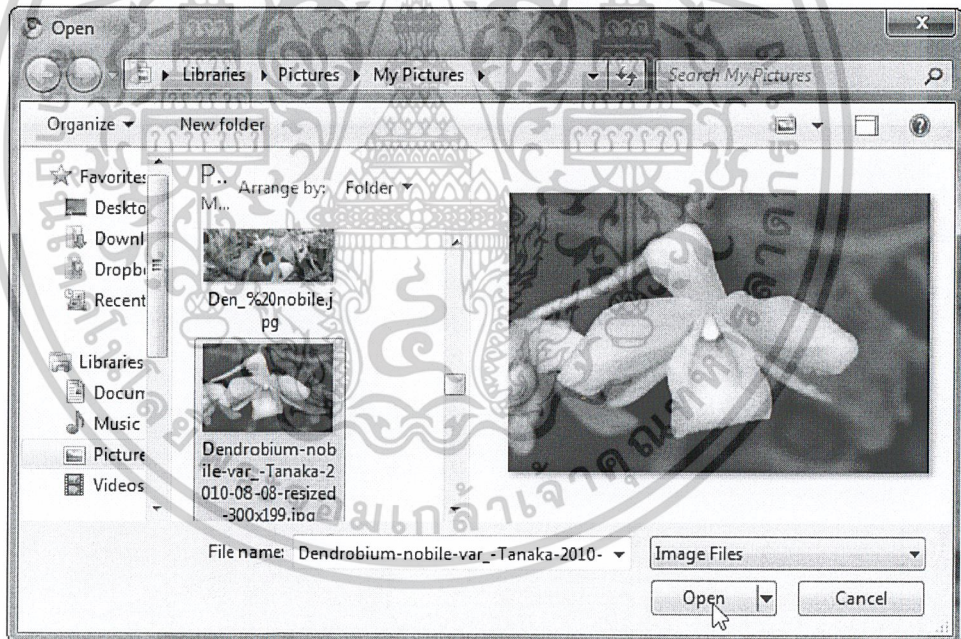 Open
Libraries ▸ Pictures ▸ My Pictures ▸
Search My Pictures
Organize
New folder
Favorites
Deskto
Downl
Dropb
Recent
Libraries
Docum
Music
Picture
Videos
P...
M...
Arrange by: Folder
Den_%20nobile.j
pg
Dendrobium-nob
ile-var_-Tanaka-2
010-08-08-resized
-300x199.jpg
File name: Dendrobium-nobile-var_-Tanaka-2010-
Image Files
Open
Cancel